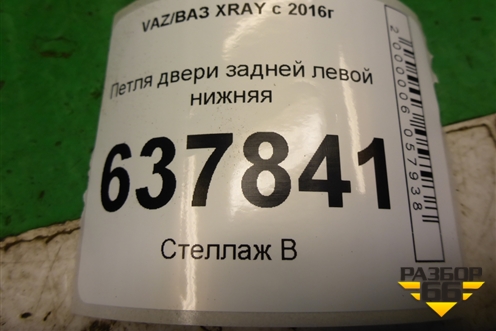 VAZ/ВАЗ XRAY с 2016г
Петля двери задней левой
нижняя
637841
Стеллаж В
2000006057938
РАЗБОР
66